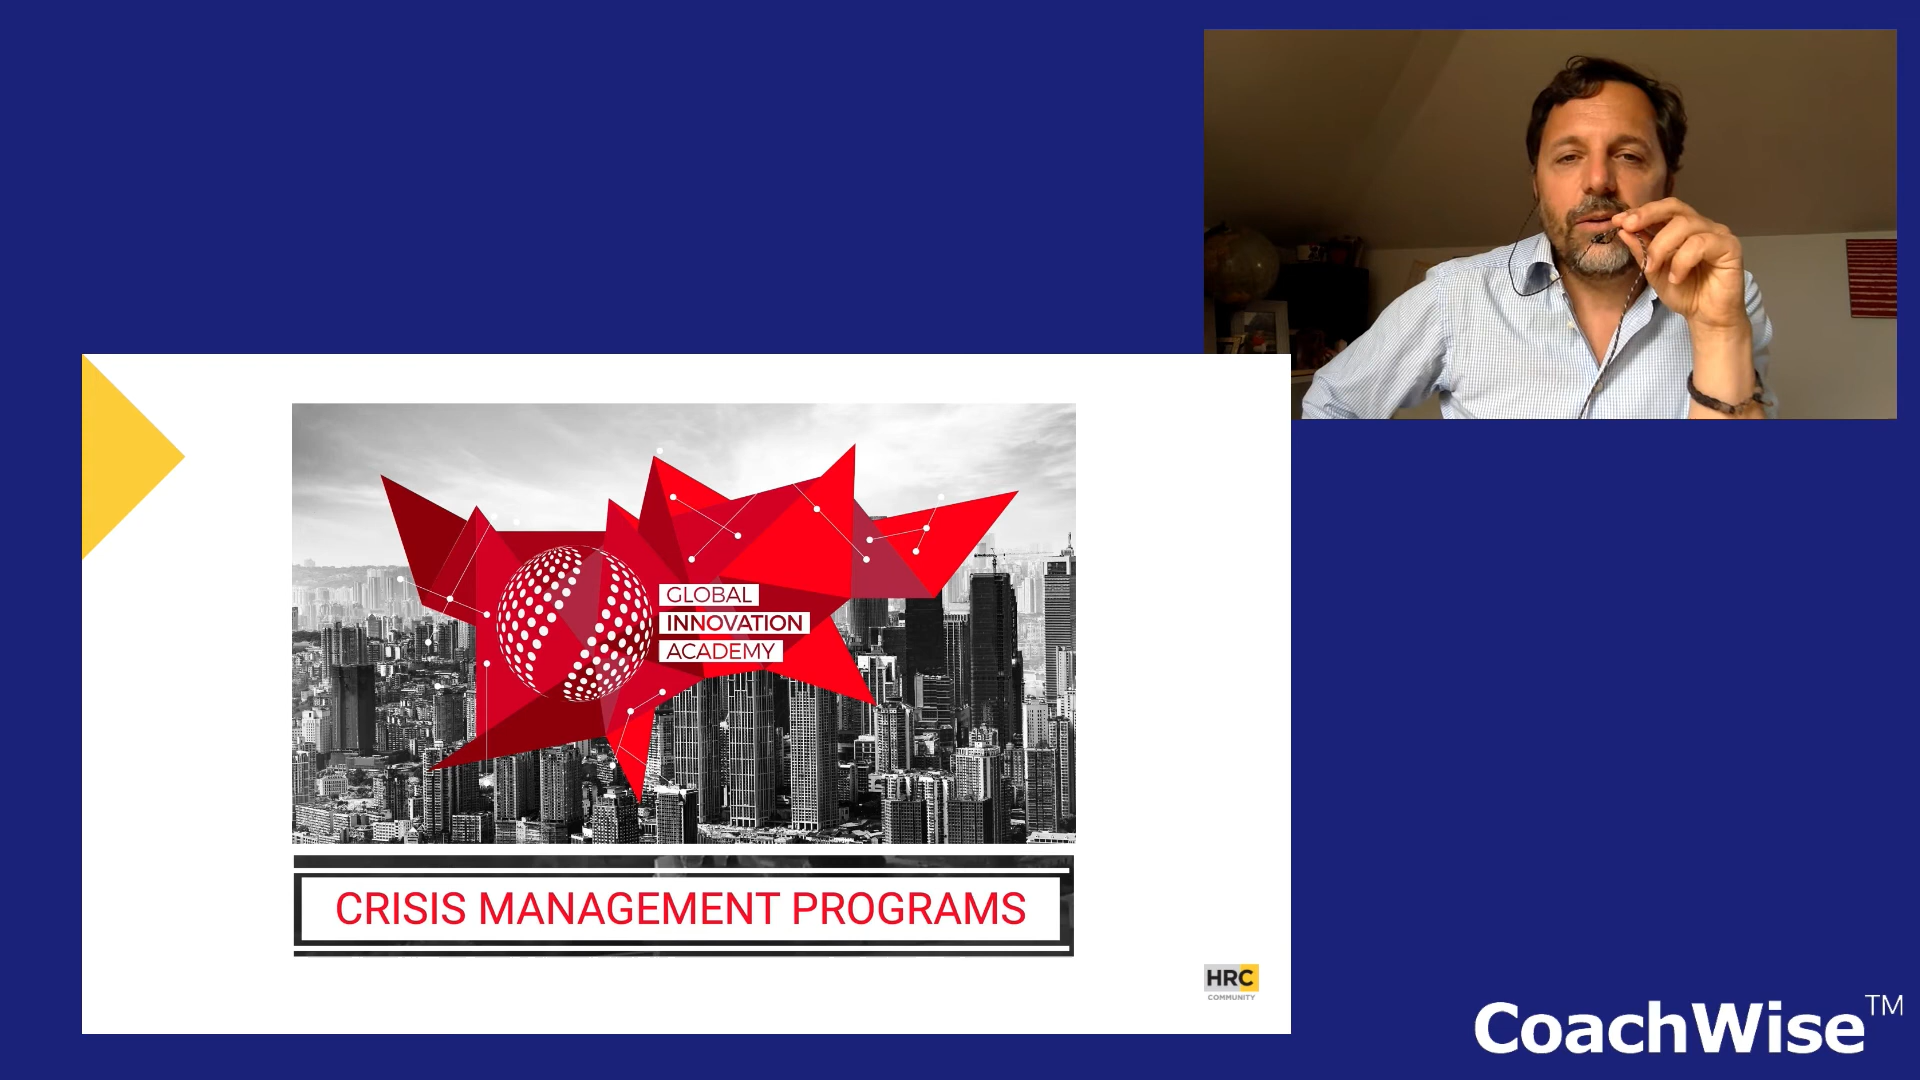 GLOBAL
INNOVATION
ACADEMY
CRISIS MANAGEMENT PROGRAMS
HRC
COMMUNITY
CoachWise™